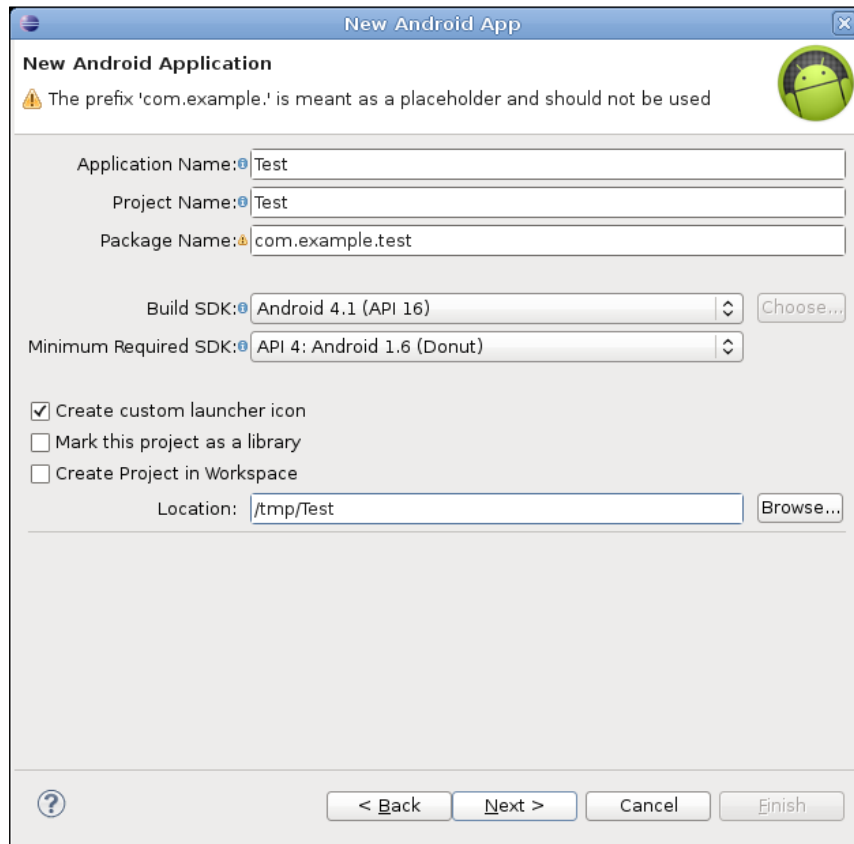 New Android App
New Android Application
The prefix 'com.example.' is meant as a placeholder and should not be used
Application Name: Test
Project Name: Test
Package Name: com.example.test
Build SDK: Android 4.1 (API 16) Choose...
Minimum Required SDK: API 4: Android 1.6 (Donut)
Create custom launcher icon
Mark this project as a library
Create Project in Workspace
Location: /tmp/Test Browse...
< Back Next > Cancel Finish